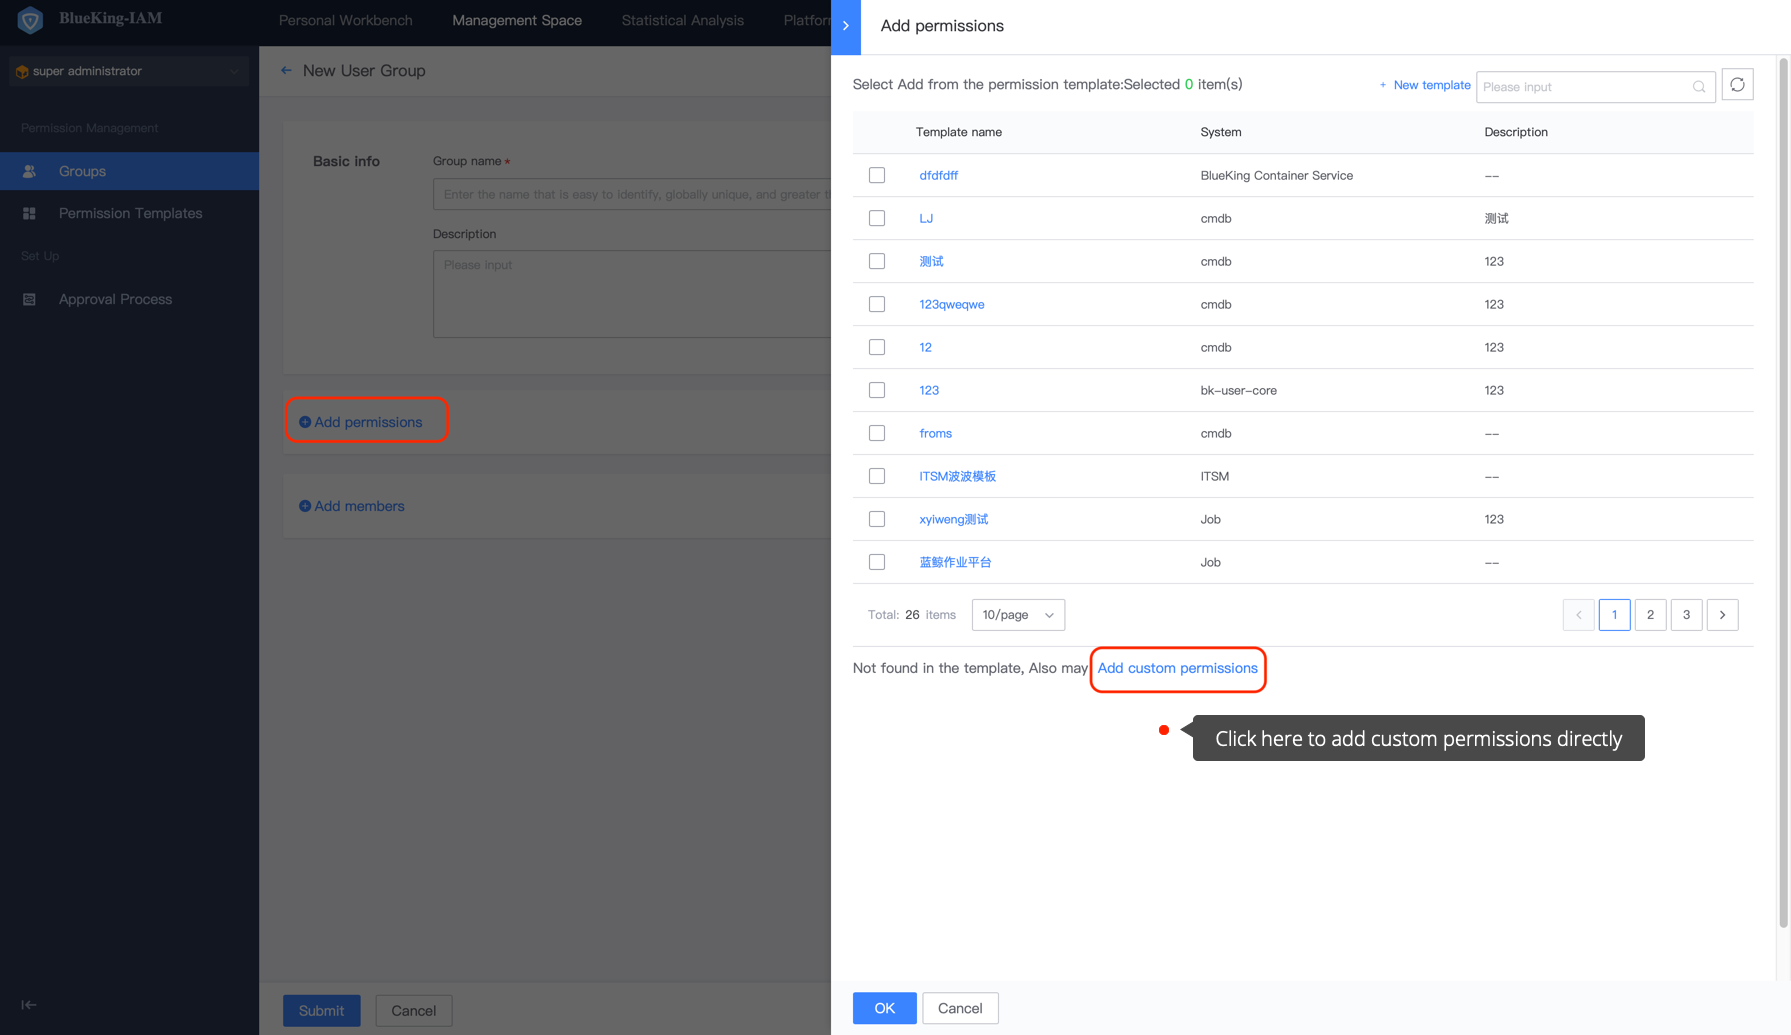 BlueKing-IAM
Personal Workbench
Management Space
Statistical Analysis
Platforn
super administrator
Permission Management
Groups
Permission Templates
Set Up
Approval Process
New User Group
Basic info
Group name *
Enter the name that is easy to identify, globally unique, and greater th
Description
Please input
Add permissions
Add members
Submit
Cancel
Add permissions
Select Add from the permission template:Selected 0 item(s)
+ New template
Please input
Template name System Description
dfdfdff BlueKing Container Service --
LJ cmdb 测试
测试 cmdb 123
123qweqwe cmdb 123
12 cmdb 123
123 bk-user-core 123
froms cmdb --
ITSM波波模板 ITSM --
xyiweng测试 Job 123
蓝鲸作业平台 Job --
Total: 26 items 10/page
1 2 3
Not found in the template, Also may Add custom permissions
Click here to add custom permissions directly
OK
Cancel